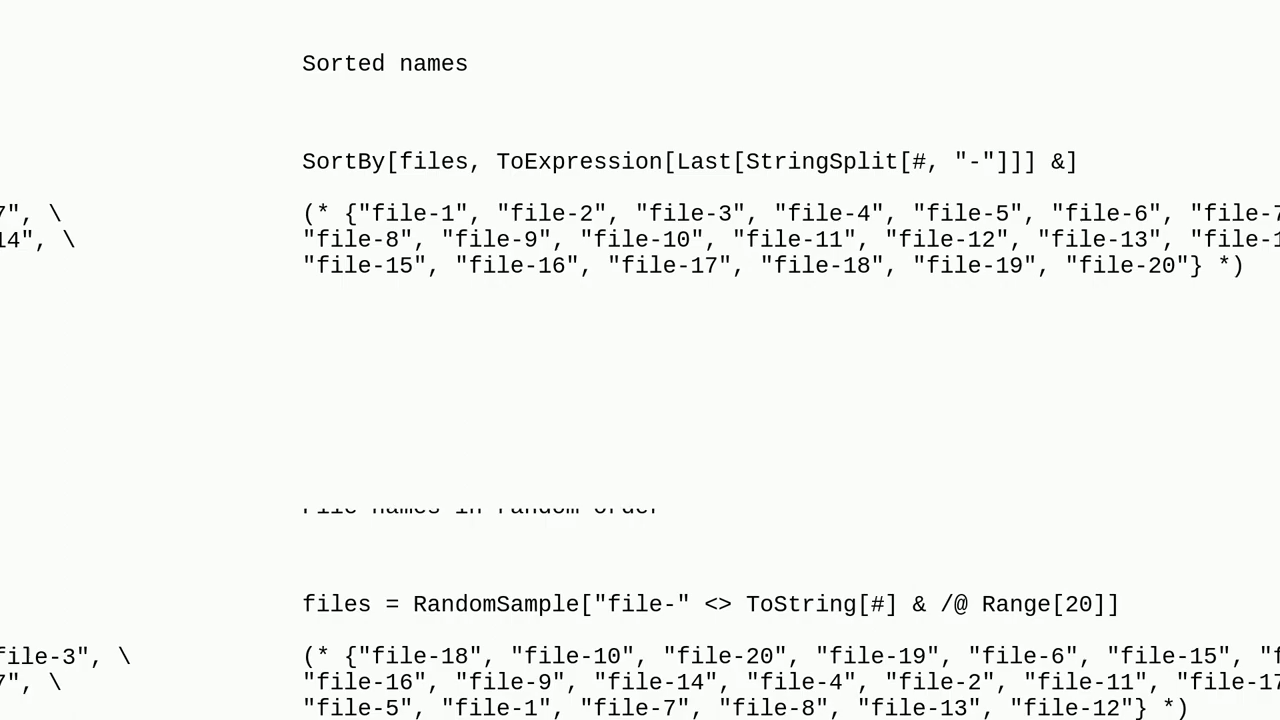 Sorted names
SortBy[files, ToExpression[Last[StringSplit[#, "-"]]] &]
7", \ (* {"file-1", "file-2", "file-3", "file-4", "file-5", "file-6", "file-7
14", \ "file-8", "file-9", "file-10", "file-11", "file-12", "file-13", "file-1
"file-15", "file-16", "file-17", "file-18", "file-19", "file-20"} *)
File names in random order
files = RandomSample["file-" <> ToString[#] & /@ Range[20]]
file-3", \ (* {"file-18", "file-10", "file-20", "file-19", "file-6", "file-15", "f
7", \ "file-16", "file-9", "file-14", "file-4", "file-2", "file-11", "file-17
"file-5", "file-1", "file-7", "file-8", "file-13", "file-12"} *)